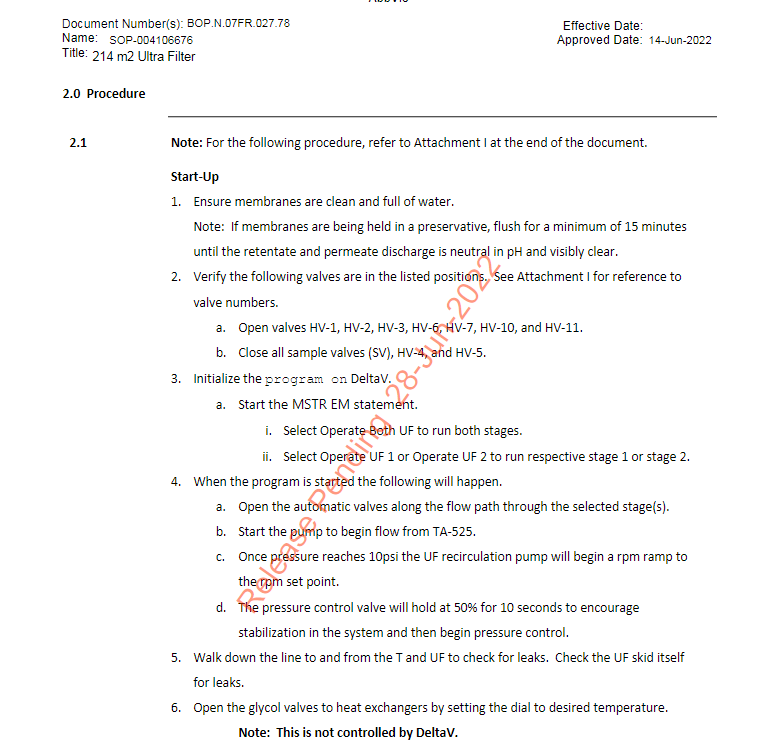 AbbVie
Document Number(s): BOP.N.07FR.027.78
Effective Date:
Name: SOP-004106676
Approved Date: 14-Jun-2022
Title: 214 m2 Ultra Filter
2.0 Procedure
2.1 Note: For the following procedure, refer to Attachment I at the end of the document.
Start-Up
1. Ensure membranes are clean and full of water.
Note: If membranes are being held in a preservative, flush for a minimum of 15 minutes
until the retentate and permeate discharge is neutral in pH and visibly clear.
2. Verify the following valves are in the listed positions. See Attachment I for reference to
valve numbers.
a. Open valves HV-1, HV-2, HV-3, HV-6, HV-7, HV-10, and HV-11.
b. Close all sample valves (SV), HV-4, and HV-5.
3. Initialize the program on DeltaV.
a. Start the MSTR EM statement.
i. Select Operate Both UF to run both stages.
ii. Select Operate UF 1 or Operate UF 2 to run respective stage 1 or stage 2.
4. When the program is started the following will happen.
a. Open the automatic valves along the flow path through the selected stage(s).
b. Start the pump to begin flow from TA-525.
c. Once pressure reaches 10psi the UF recirculation pump will begin a rpm ramp to
the rpm set point.
d. The pressure control valve will hold at 50% for 10 seconds to encourage
stabilization in the system and then begin pressure control.
5. Walk down the line to and from the T and UF to check for leaks. Check the UF skid itself
for leaks.
6. Open the glycol valves to heat exchangers by setting the dial to desired temperature.
Note: This is not controlled by DeltaV.
Release Pending 28-Jun-2022